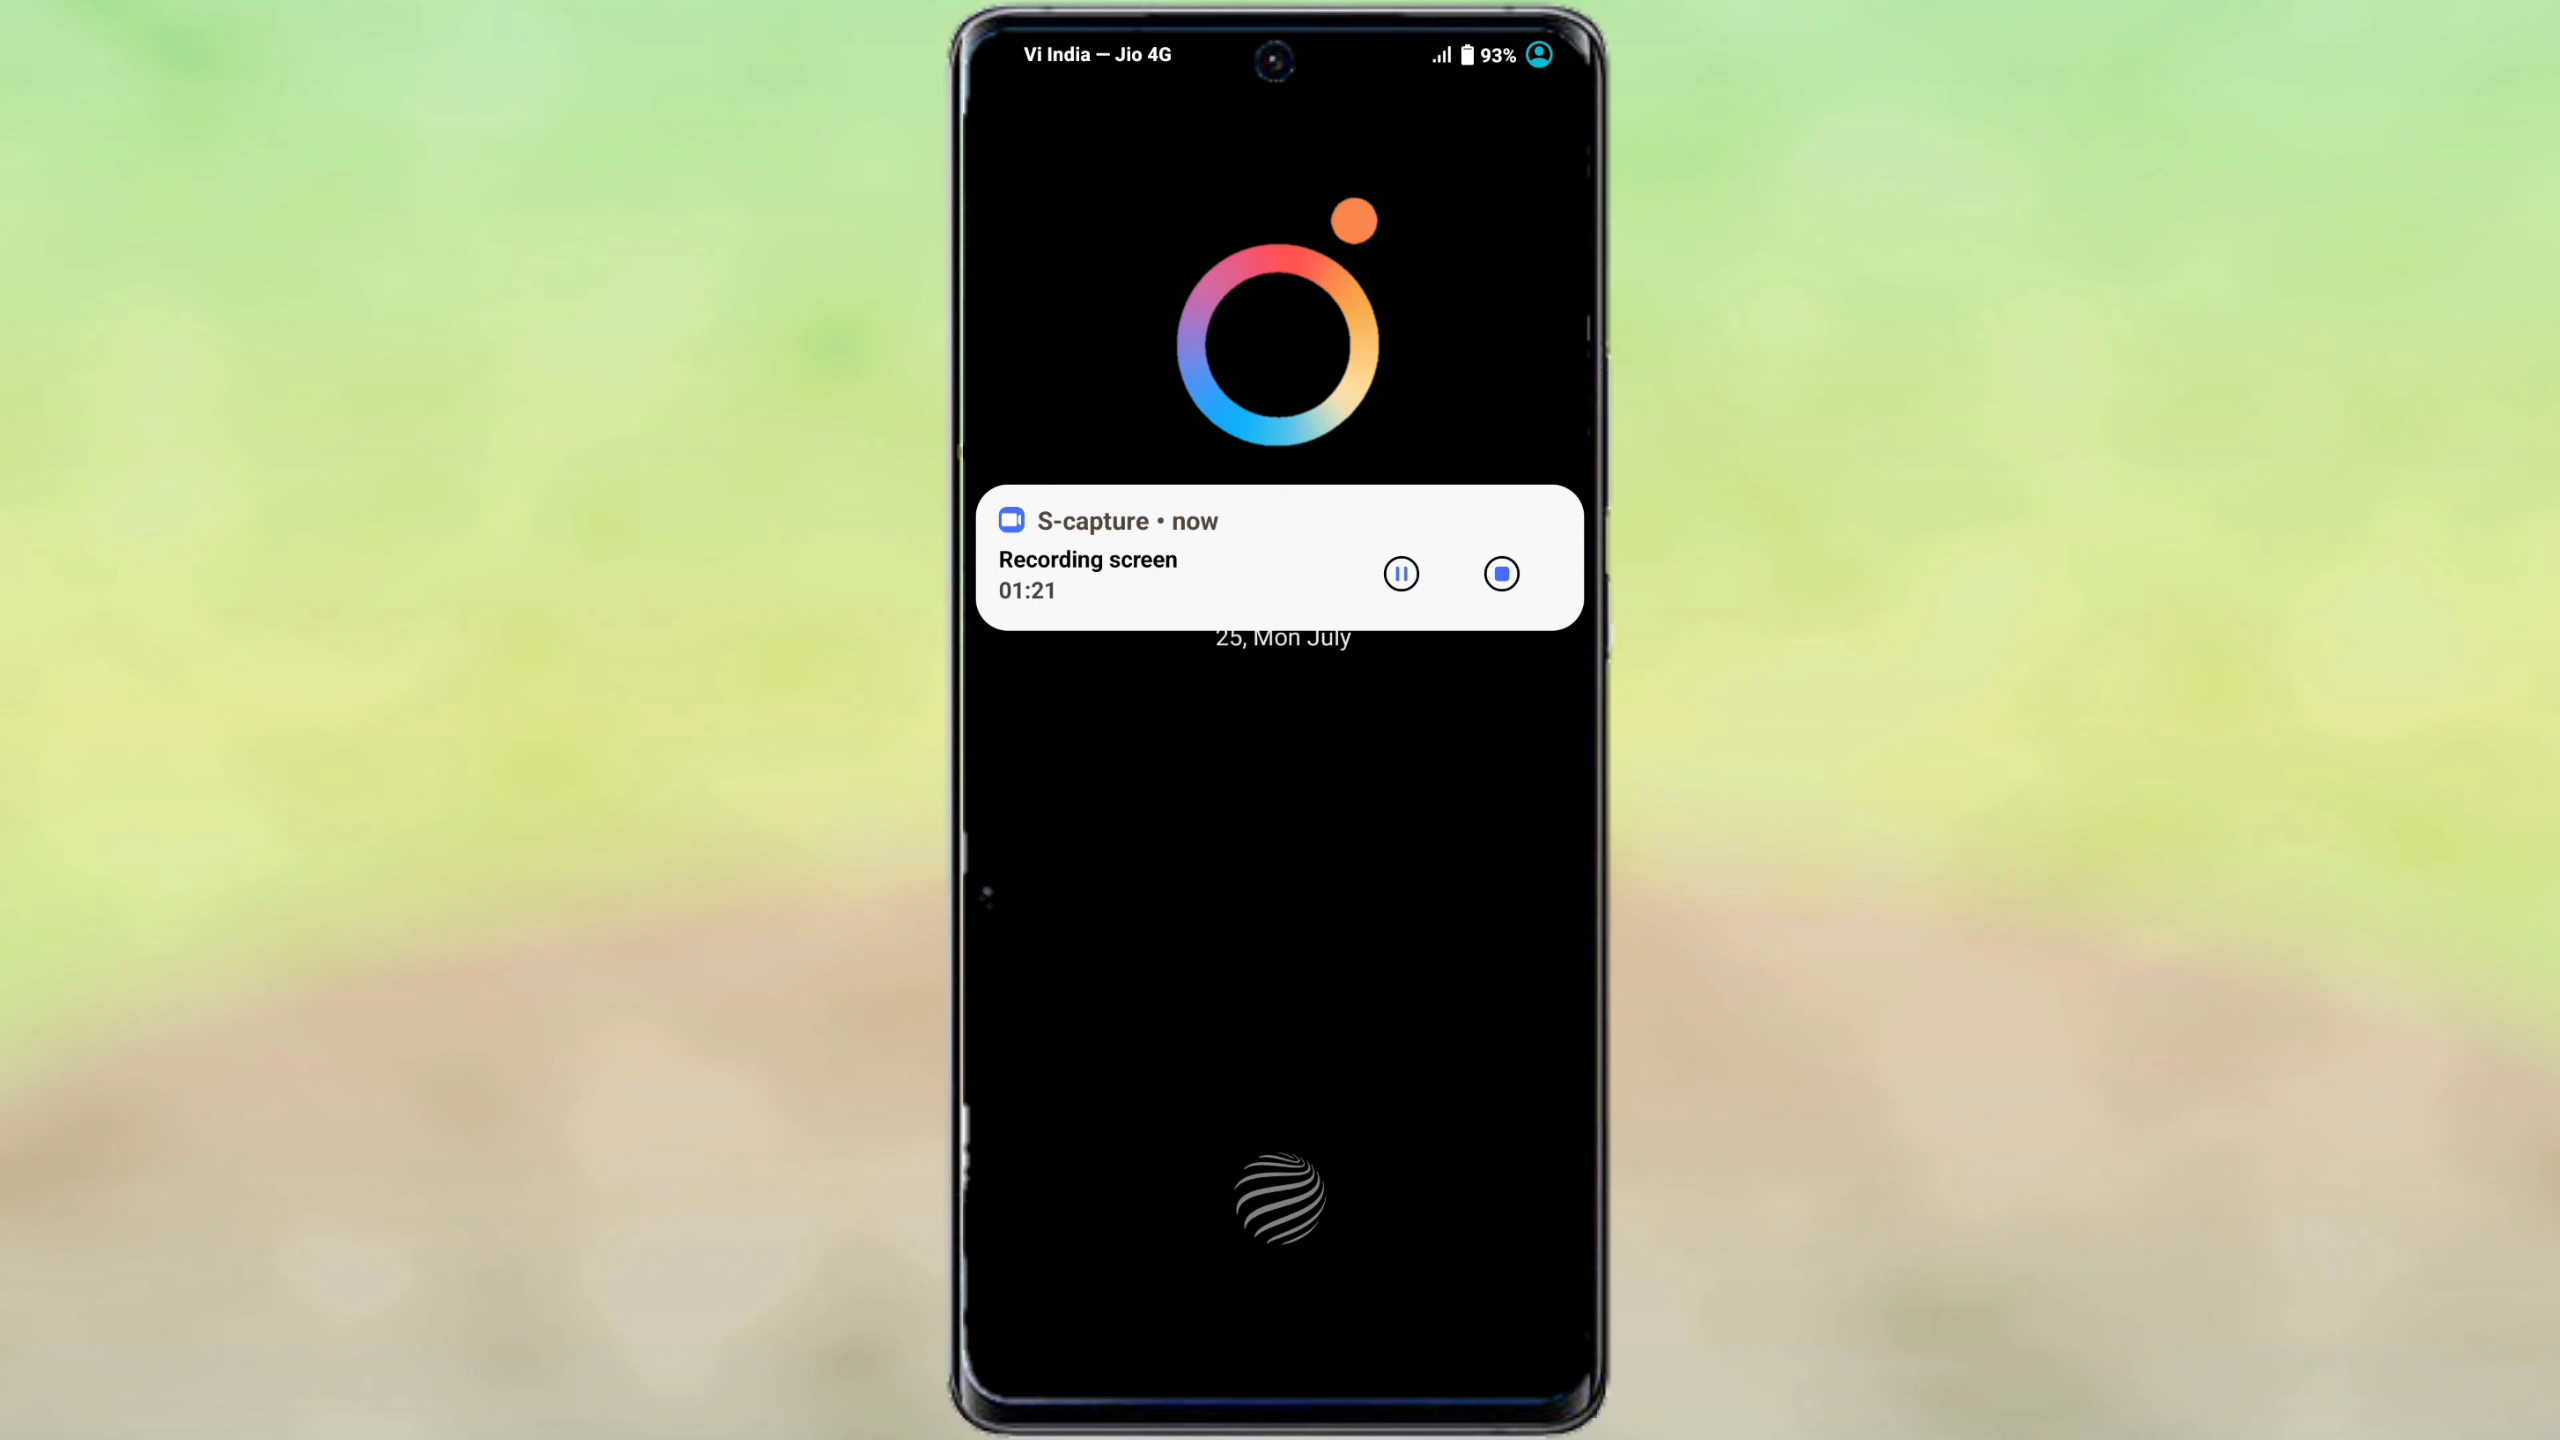 Vi India — Jio 4G
93%
S-capture • now
Recording screen
01:21
25, Mon July